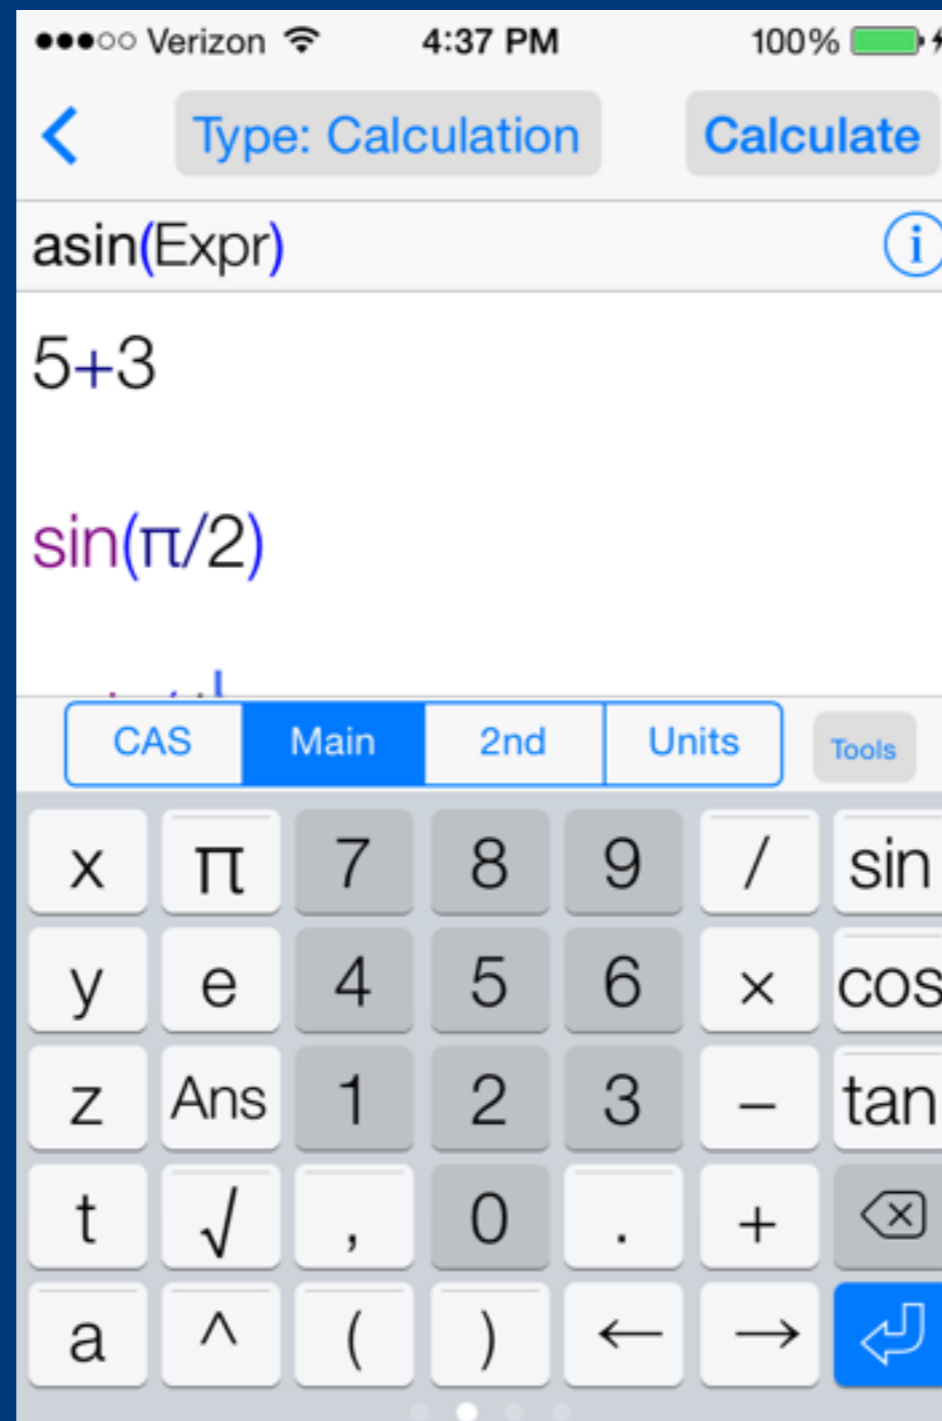 Verizon 4:37 PM 100%
Type: Calculation Calculate
asin(Expr)
5+3
sin(π/2)
CAS Main 2nd Units Tools
x π 7 8 9 / sin
y e 4 5 6 × cos
z Ans 1 2 3 − tan
t √ , 0 . +
a ^ ( ) ← →